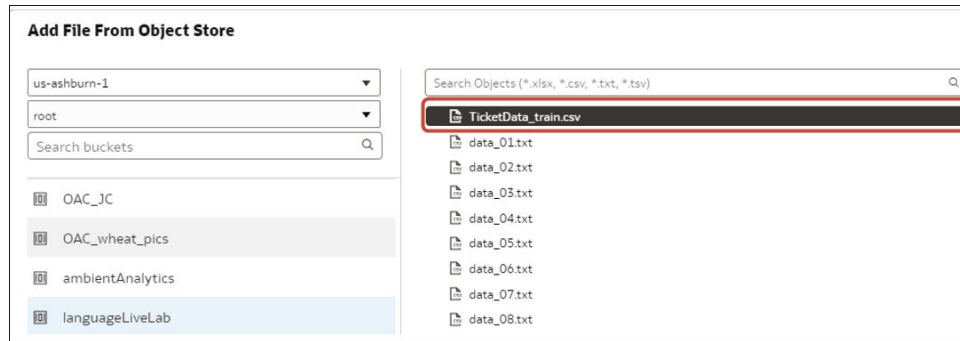 Add File From Object Store
us-ashburn-1
root
Search buckets
OAC_JC
OAC_wheat_pics
ambientAnalytics
languageLiveLab
Search Objects (*.xlsx, *.csv, *.txt, *.tsv)
TicketData_train.csv
data_01.txt
data_02.txt
data_03.txt
data_04.txt
data_05.txt
data_06.txt
data_07.txt
data_08.txt